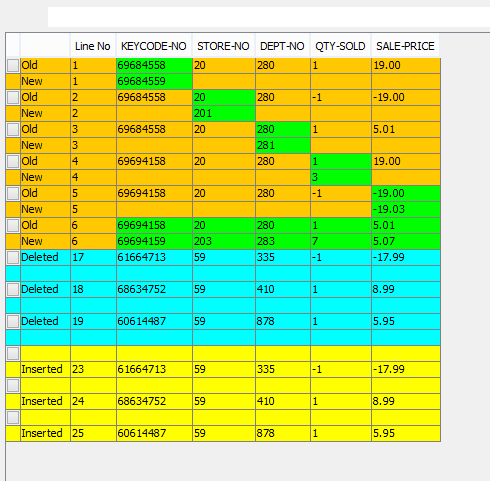 Line No KEYCODE-NO STORE-NO DEPT-NO QTY-SOLD SALE-PRICE
Old 1 69684558 20 280 1 19.00
New 1 69684559
Old 2 69684558 20 280 -1 -19.00
New 2 201
Old 3 69684558 20 280 1 5.01
New 3 281
Old 4 69694158 20 280 1 19.00
New 4 3
Old 5 69694158 20 280 -1 -19.00
New 5 -19.03
Old 6 69694158 20 280 1 5.01
New 6 69694159 203 283 7 5.07
Deleted 17 61664713 59 335 -1 -17.99
Deleted 18 68634752 59 410 1 8.99
Deleted 19 60614487 59 878 1 5.95
Inserted 23 61664713 59 335 -1 -17.99
Inserted 24 68634752 59 410 1 8.99
Inserted 25 60614487 59 878 1 5.95